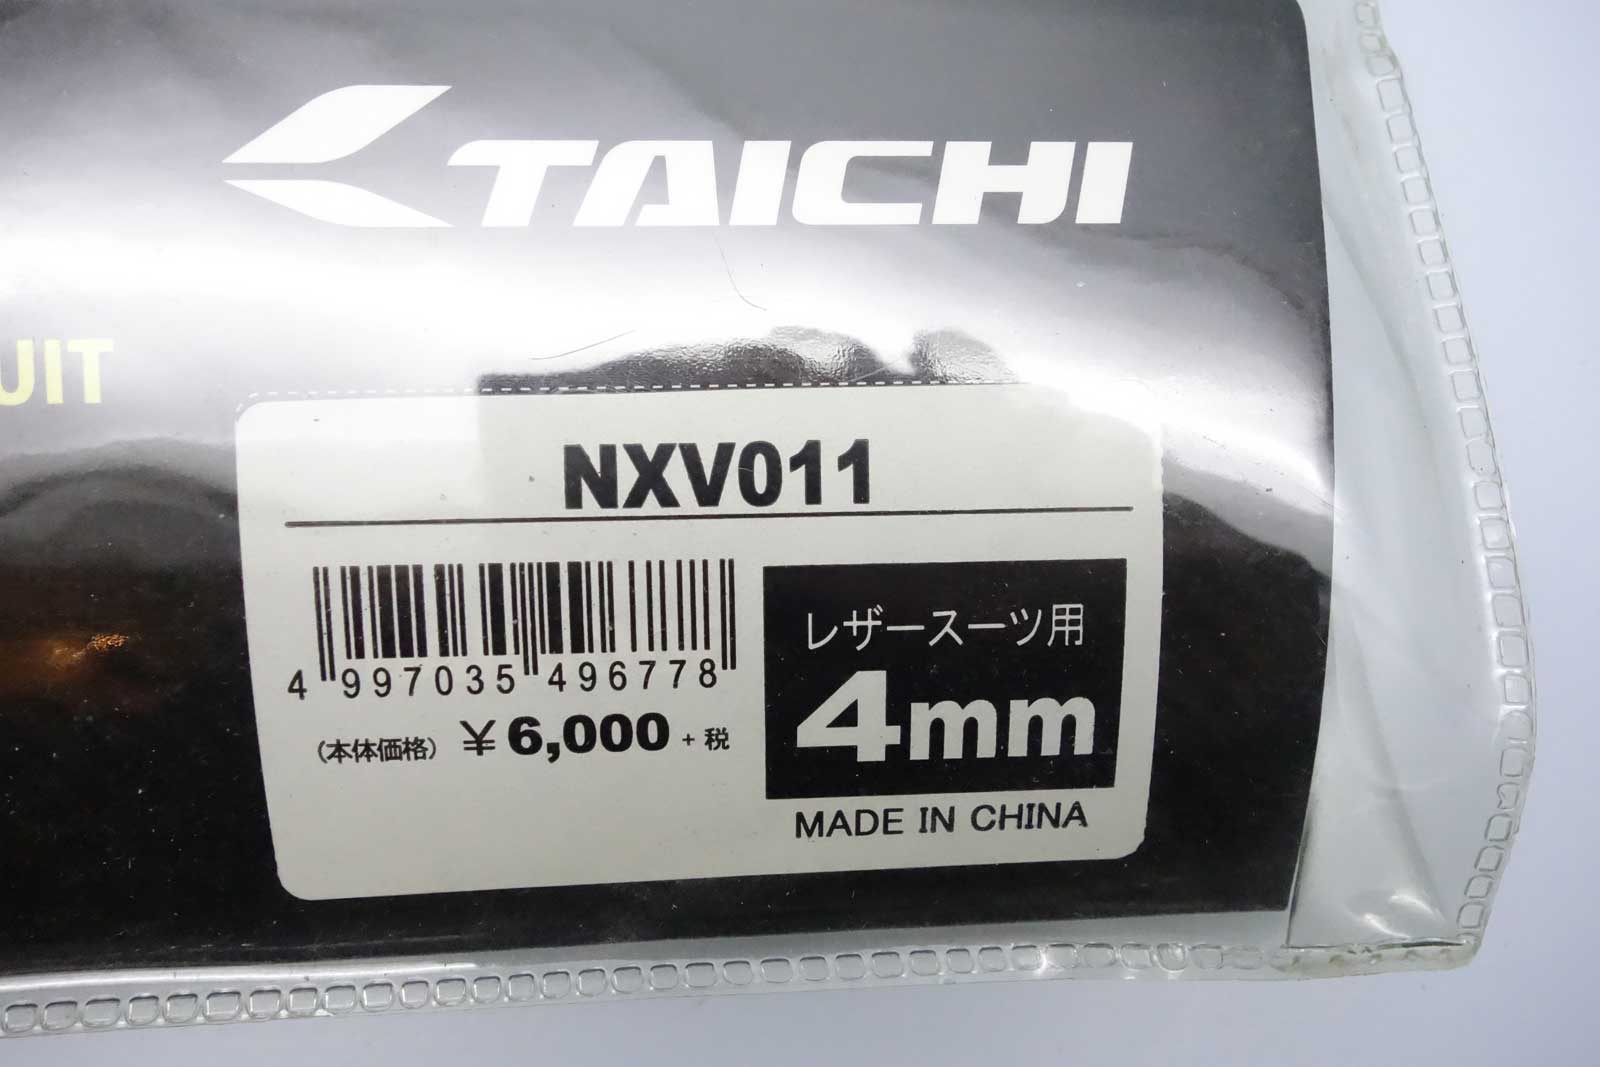 TAICHI
UIT
NXV011
4 997035 496778
(本体価格) ¥6,000 + 税
レザースーツ用
4mm
MADE IN CHINA